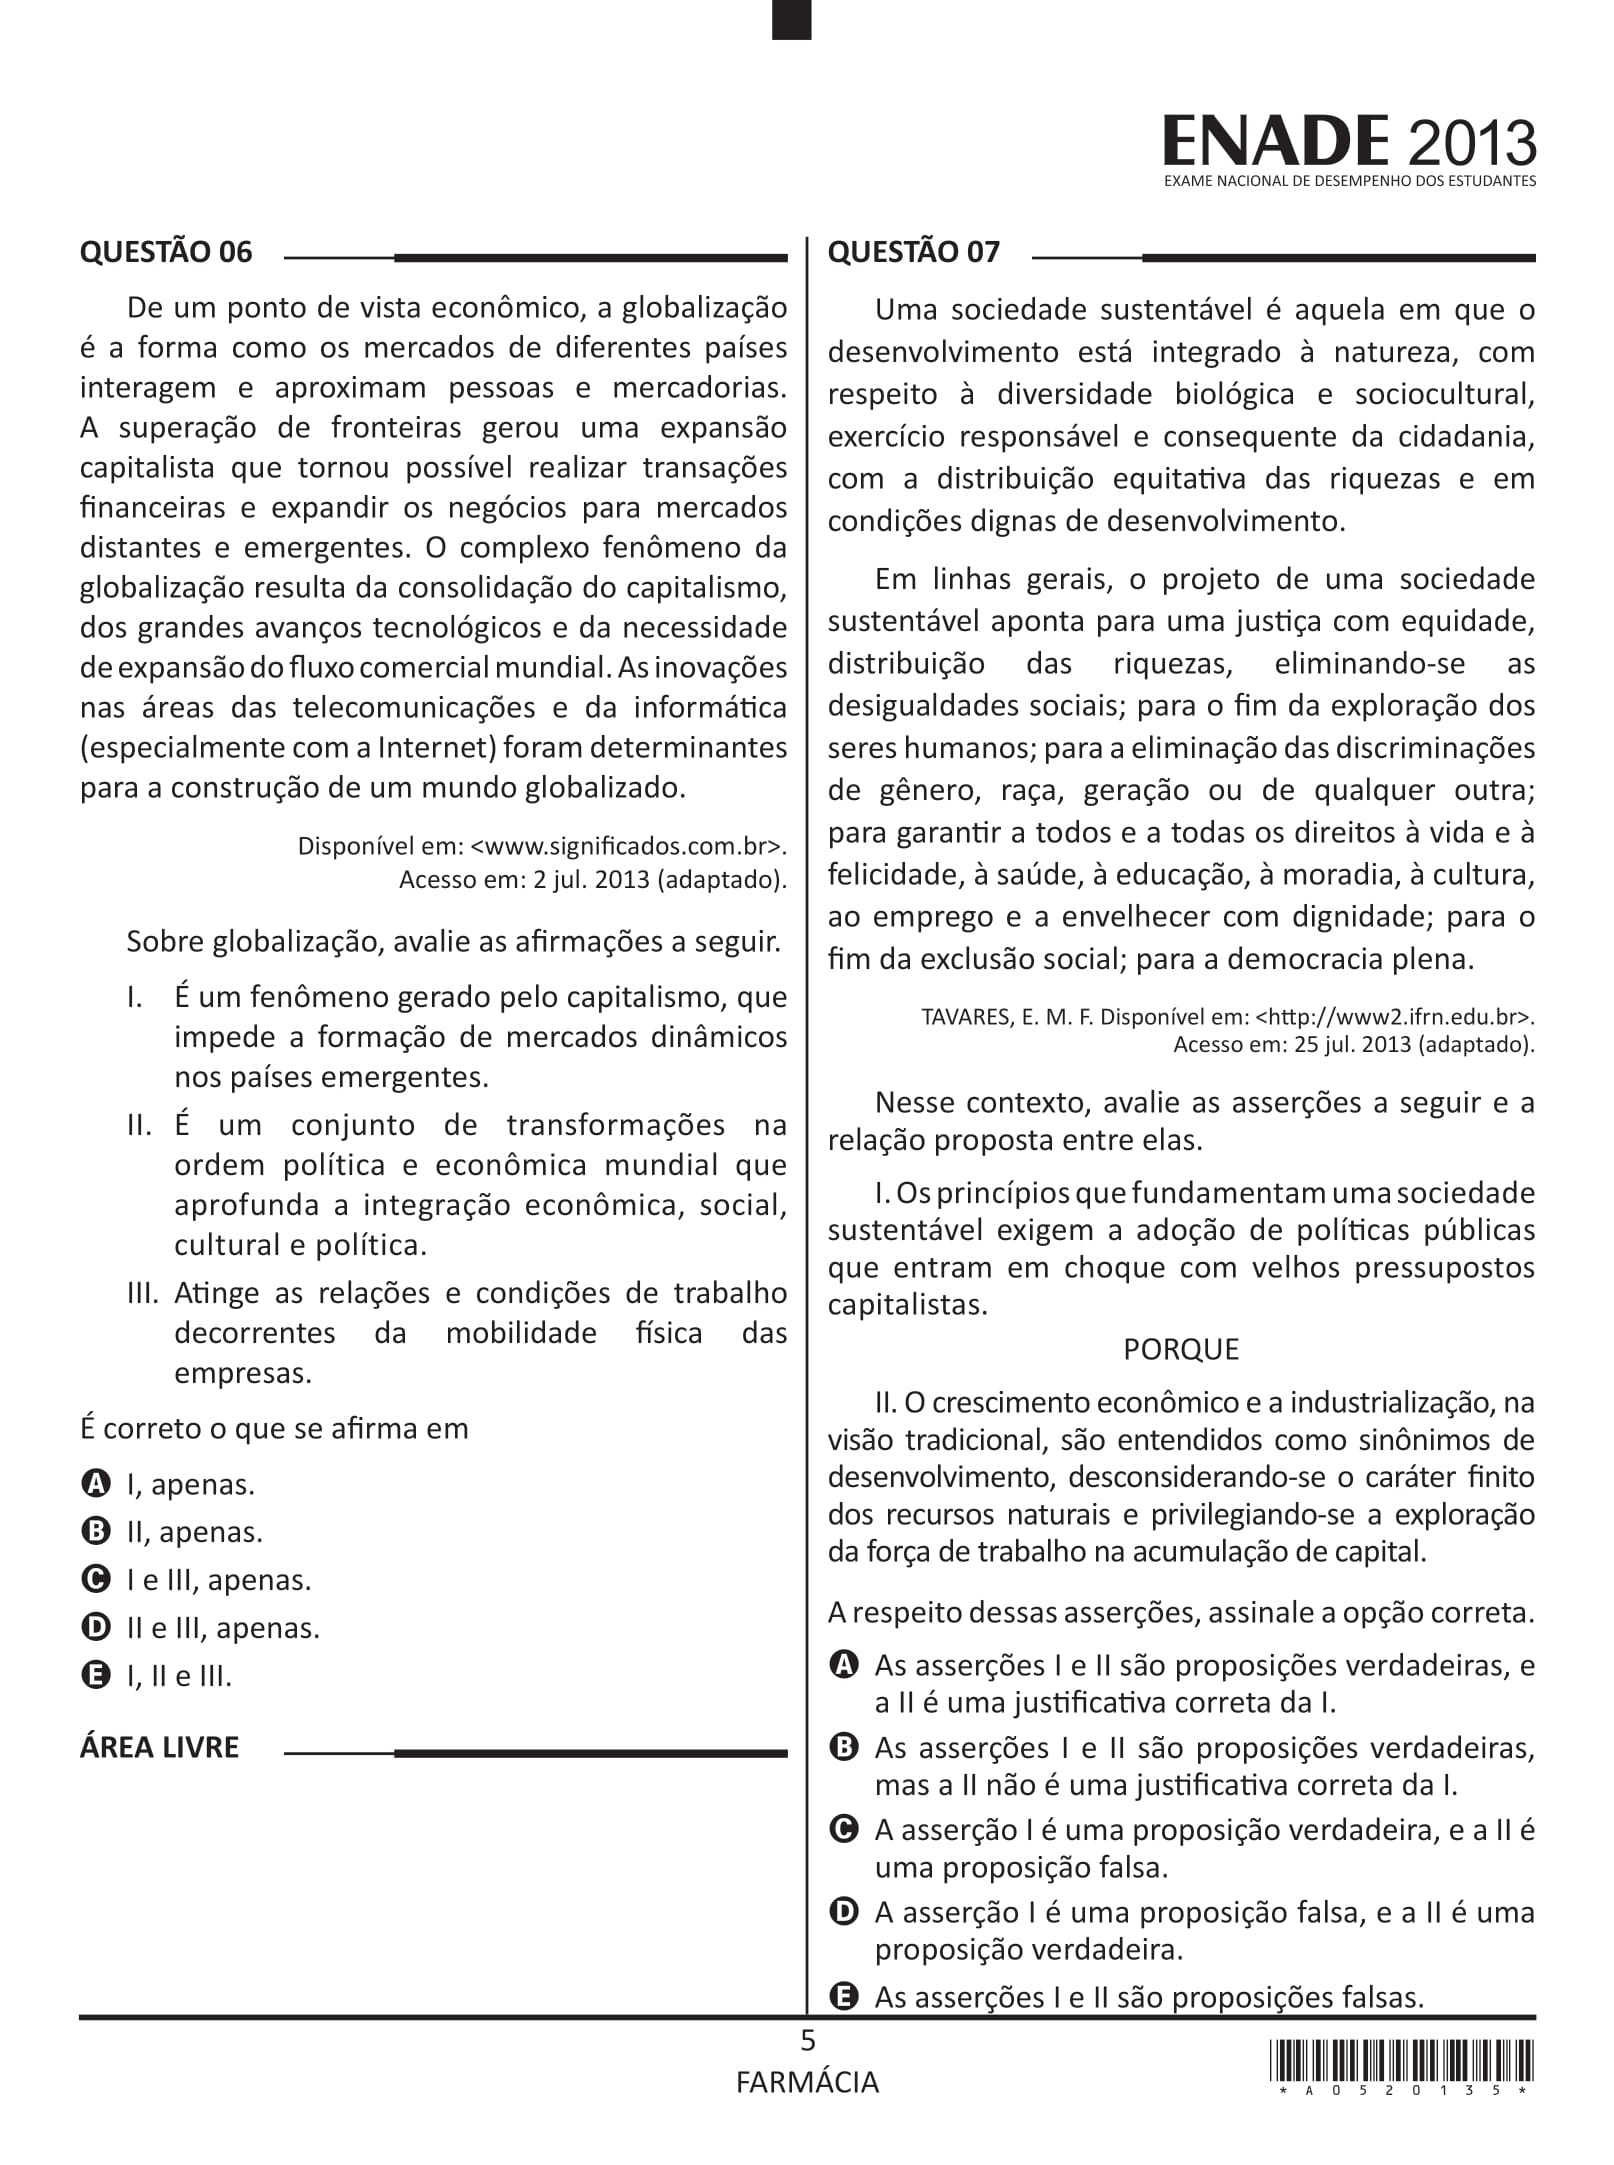 ENADE 2013
EXAME NACIONAL DE DESEMPENHO DOS ESTUDANTES
QUESTÃO 06
De um ponto de vista econômico, a globalização
é a forma como os mercados de diferentes países
interagem e aproximam pessoas e mercadorias.
A superação de fronteiras gerou uma expansão
capitalista que tornou possível realizar transações
financeiras e expandir os negócios para mercados
distantes e emergentes. O complexo fenômeno da
globalização resulta da consolidação do capitalismo,
dos grandes avanços tecnológicos e da necessidade
de expansão do fluxo comercial mundial. As inovações
nas áreas das telecomunicações e da informática
(especialmente com a Internet) foram determinantes
para a construção de um mundo globalizado.
Disponível em: <www.significados.com.br>.
Acesso em: 2 jul. 2013 (adaptado).
Sobre globalização, avalie as afirmações a seguir.
I. É um fenômeno gerado pelo capitalismo, que
impede a formação de mercados dinâmicos
nos países emergentes.
II. É um conjunto de transformações na
ordem política e econômica mundial que
aprofunda a integração econômica, social,
cultural e política.
III. Atinge as relações e condições de trabalho
decorrentes da mobilidade física das
empresas.
É correto o que se afirma em
A I, apenas.
B II, apenas.
C I e III, apenas.
D II e III, apenas.
E I, II e III.
ÁREA LIVRE
QUESTÃO 07
Uma sociedade sustentável é aquela em que o
desenvolvimento está integrado à natureza, com
respeito à diversidade biológica e sociocultural,
exercício responsável e consequente da cidadania,
com a distribuição equitativa das riquezas e em
condições dignas de desenvolvimento.
Em linhas gerais, o projeto de uma sociedade
sustentável aponta para uma justiça com equidade,
distribuição das riquezas, eliminando-se as
desigualdades sociais; para o fim da exploração dos
seres humanos; para a eliminação das discriminações
de gênero, raça, geração ou de qualquer outra;
para garantir a todos e a todas os direitos à vida e à
felicidade, à saúde, à educação, à moradia, à cultura,
ao emprego e a envelhecer com dignidade; para o
fim da exclusão social; para a democracia plena.
TAVARES, E. M. F. Disponível em: <http://www2.ifrn.edu.br>.
Acesso em: 25 jul. 2013 (adaptado).
Nesse contexto, avalie as asserções a seguir e a
relação proposta entre elas.
I. Os princípios que fundamentam uma sociedade
sustentável exigem a adoção de políticas públicas
que entram em choque com velhos pressupostos
capitalistas.
PORQUE
II. O crescimento econômico e a industrialização, na
visão tradicional, são entendidos como sinônimos de
desenvolvimento, desconsiderando-se o caráter finito
dos recursos naturais e privilegiando-se a exploração
da força de trabalho na acumulação de capital.
A respeito dessas asserções, assinale a opção correta.
A As asserções I e II são proposições verdadeiras, e
a II é uma justificativa correta da I.
B As asserções I e II são proposições verdadeiras,
mas a II não é uma justificativa correta da I.
C A asserção I é uma proposição verdadeira, e a II é
uma proposição falsa.
D A asserção I é uma proposição falsa, e a II é uma
proposição verdadeira.
E As asserções I e II são proposições falsas.
5
FARMÁCIA
*A0520135*